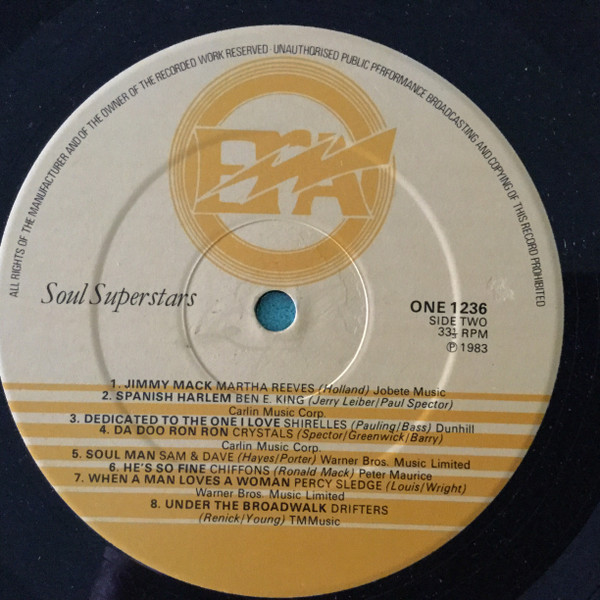 ALL RIGHTS OF THE MANUFACTURER AND OF THE OWNER OF THE RECORDED WORK RESERVED · UNAUTHORISED PUBLIC PERFORMANCE BROADCASTING AND COPYING OF THIS RECORD PROHIBITED
ERA
Soul Superstars
ONE 1236
SIDE TWO
33⅓ RPM
Ⓟ 1983
1. JIMMY MACK MARTHA REEVES (Holland) Jobete Music
2. SPANISH HARLEM BEN E. KING (Jerry Leiber/Paul Spector)
Carlin Music Corp.
3. DEDICATED TO THE ONE I LOVE SHIRELLES (Pauling/Bass) Dunhill
4. DA DOO RON RON CRYSTALS (Spector/Greenwick/Barry)
Carlin Music Corp.
5. SOUL MAN SAM & DAVE (Hayes/Porter) Warner Bros. Music Limited
6. HE'S SO FINE CHIFFONS (Ronald Mack) Peter Maurice
7. WHEN A MAN LOVES A WOMAN PERCY SLEDGE (Louis/Wright)
Warner Bros. Music Limited
8. UNDER THE BROADWALK DRIFTERS
(Renick/Young) TMMusic